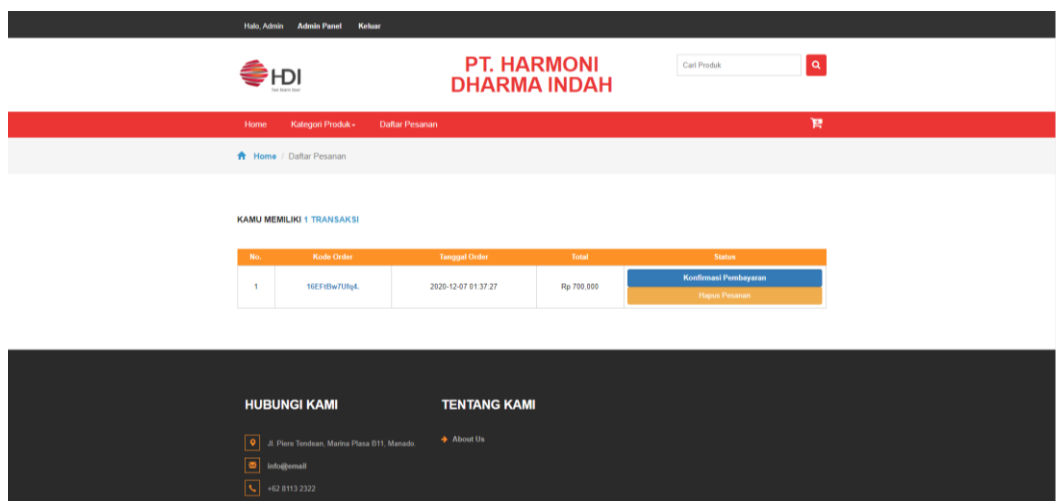 Halo, Admin Admin Panel Keluar
HDI
PT. HARMONI
DHARMA INDAH
Cari Produk
Home Kategori Produk Daftar Pesanan
Home / Daftar Pesanan
KAMU MEMILIKI 1 TRANSAKSI
No. Kode Order Tanggal Order Total Status
1 2020-12-07 01:37:27 Rp 700,000 Konfirmasi Pembayaran
Hapus Pesanan
HUBUNGI KAMI TENTANG KAMI
Jl. Piere Tendean, Marina Plasa B11, Manado. About Us
info@email
+62 8113 2322